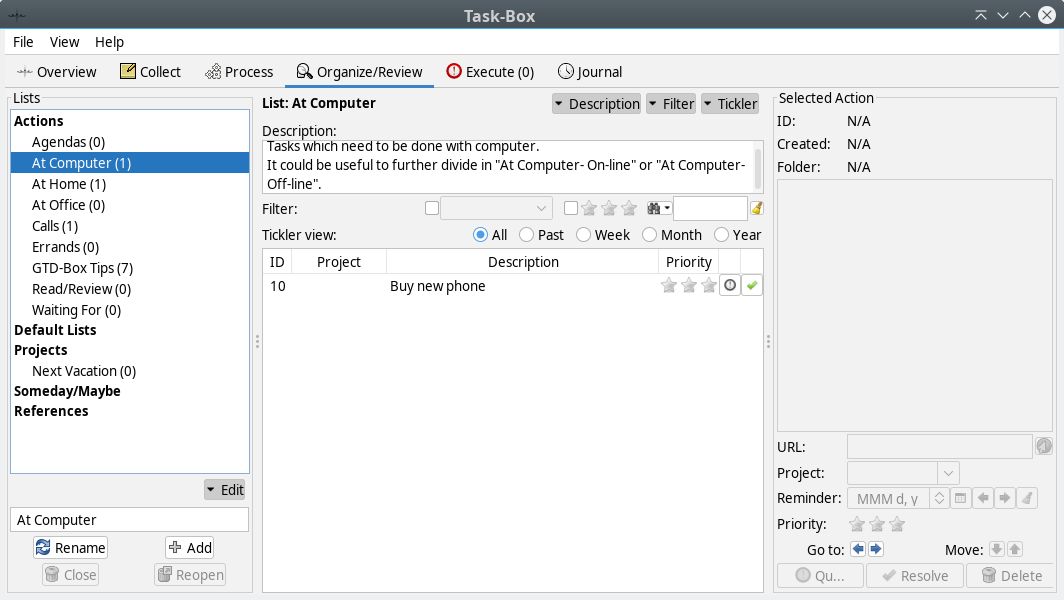 Task-Box
File View Help
Overview Collect Process Organize/Review Execute (0) Journal
Lists
Actions
Agendas (0)
At Computer (1)
At Home (1)
At Office (0)
Calls (1)
Errands (0)
GTD-Box Tips (7)
Read/Review (0)
Waiting For (0)
Default Lists
Projects
Next Vacation (0)
Someday/Maybe
References
Edit
At Computer
Rename Add
Close Reopen
List: At Computer Description Filter Tickler
Description:
Tasks which need to be done with computer.
It could be useful to further divide in "At Computer- On-line" or "At Computer-
Off-line".
Filter:
Tickler view: All Past Week Month Year
ID Project Description Priority
10 Buy new phone
Selected Action
ID: N/A
Created: N/A
Folder: N/A
URL:
Project:
Reminder: MMM d, y
Priority:
Go to: Move:
Qu... Resolve Delete